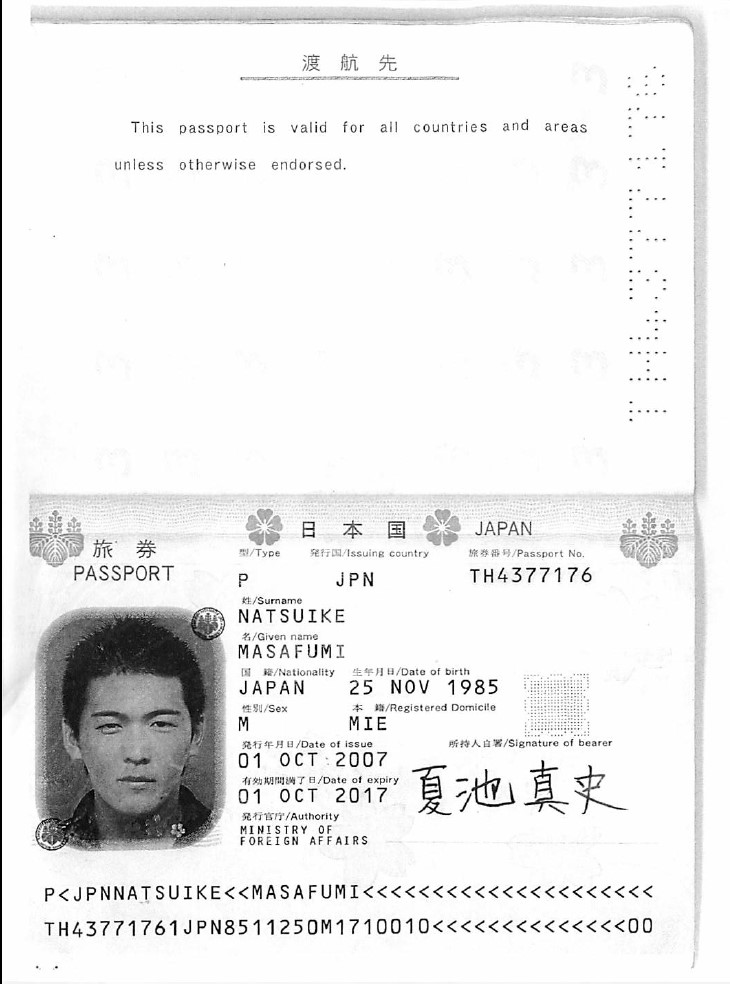 渡航先
This passport is valid for all countries and areas
unless otherwise endorsed.
TH4377176
日本国 JAPAN
旅券
PASSPORT
型/Type 発行国/Issuing country 旅券番号/Passport No.
P JPN TH4377176
姓/Surname
NATSUIKE
名/Given name
MASAFUMI
国籍/Nationality 生年月日/Date of birth
JAPAN 25 NOV 1985
性別/Sex 本籍/Registered Domicile
M MIE
発行年月日/Date of issue 所持人自署/Signature of bearer
01 OCT 2007
有効期間満了日/Date of expiry
01 OCT 2017
夏池真史
発行官庁/Authority
MINISTRY OF
FOREIGN AFFAIRS
P<JPNNATSUIKE<<MASAFUMI<<<<<<<<<<<<<<<<<<<<<
TH43771761JPN8511250M1710010<<<<<<<<<<<<<<00